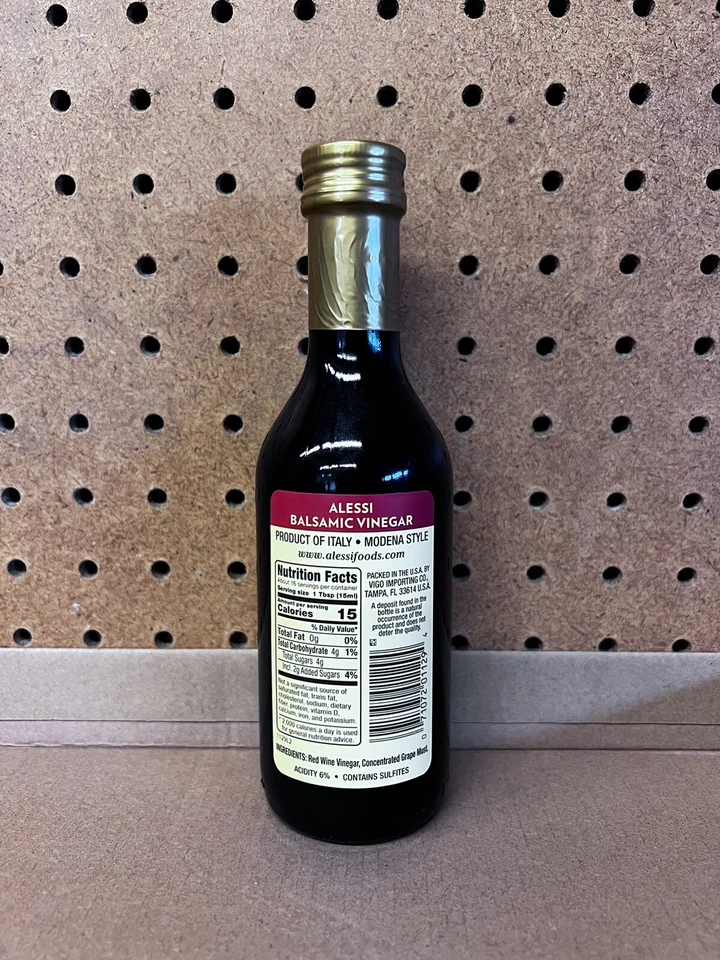 ALESSI
BALSAMIC VINEGAR
PRODUCT OF ITALY • MODENA STYLE
www.alessifoods.com
Nutrition Facts
About 16 servings per container
Serving size 1 Tbsp (15ml)
Amount per serving
Calories 15
% Daily Value*
Total Fat 0g 0%
Total Carbohydrate 4g 1%
Total Sugars 4g
Incl. 2g Added Sugars 4%
Not a significant source of
saturated fat, trans fat,
cholesterol, sodium, dietary
fiber, protein, vitamin D,
calcium, iron, and potassium.
* 2,000 calories a day is used
for general nutrition advice.
1129L2
PACKED IN THE U.S.A. BY
VIGO IMPORTING CO.,
TAMPA, FL 33614 U.S.A.
A deposit found in the
bottle is a natural
occurrence of the
product and does not
deter the quality.
0 71072 01129 4
INGREDIENTS: Red Wine Vinegar, Concentrated Grape Must.
ACIDITY 6% • CONTAINS SULFITES